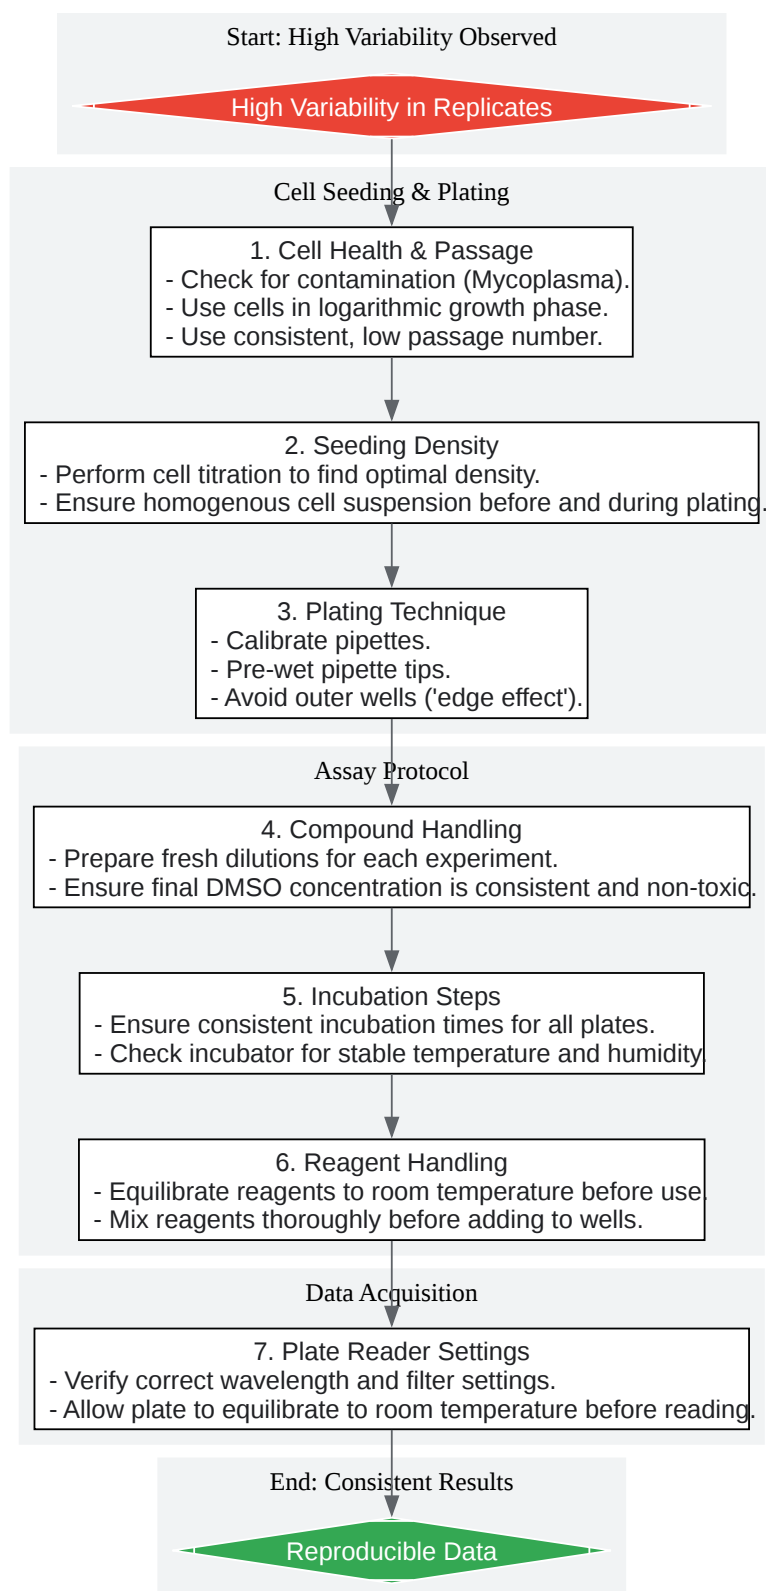 Start: High Variability Observed
High Variability in Replicates
Cell Seeding & Plating
1. Cell Health & Passage
- Check for contamination (Mycoplasma).
- Use cells in logarithmic growth phase.
- Use consistent, low passage number.
2. Seeding Density
- Perform cell titration to find optimal density.
- Ensure homogenous cell suspension before and during plating.
3. Plating Technique
- Calibrate pipettes.
- Pre-wet pipette tips.
- Avoid outer wells ('edge effect').
Assay Protocol
4. Compound Handling
- Prepare fresh dilutions for each experiment.
- Ensure final DMSO concentration is consistent and non-toxic.
5. Incubation Steps
- Ensure consistent incubation times for all plates.
- Check incubator for stable temperature and humidity.
6. Reagent Handling
- Equilibrate reagents to room temperature before use.
- Mix reagents thoroughly before adding to wells.
Data Acquisition
7. Plate Reader Settings
- Verify correct wavelength and filter settings.
- Allow plate to equilibrate to room temperature before reading.
End: Consistent Results
Reproducible Data